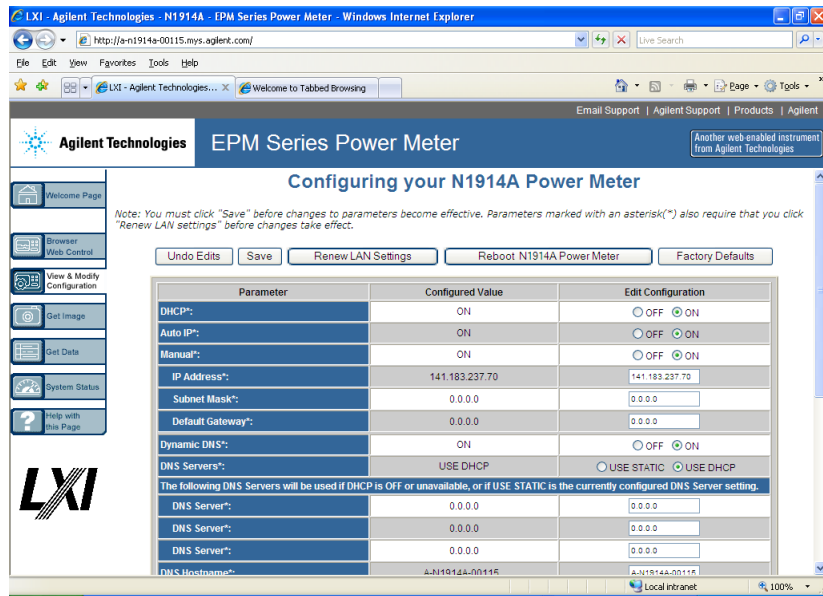 LXI - Agilent Technologies - N1914A - EPM Series Power Meter - Windows Internet Explorer
http://a-n1914a-00115.mys.agilent.com/
Live Search
File Edit View Favorites Tools Help
LXI - Agilent Technologies... X Welcome to Tabbed Browsing
Page Tools
Email Support | Agilent Support | Products | Agilent
Agilent Technologies
EPM Series Power Meter
Another web-enabled instrument
from Agilent Technologies
Welcome Page
Browser
Web Control
View & Modify
Configuration
Get Image
Get Data
System Status
Help with
this Page
LXI
Configuring your N1914A Power Meter
Note: You must click "Save" before changes to parameters become effective. Parameters marked with an asterisk(*) also require that you click
"Renew LAN settings" before changes take effect.
Undo Edits Save Renew LAN Settings Reboot N1914A Power Meter Factory Defaults
Parameter Configured Value Edit Configuration
DHCP*: ON OFF ON
Auto IP*: ON OFF ON
Manual*: ON OFF ON
IP Address*: 141.183.237.70 141.183.237.70
Subnet Mask*: 0.0.0.0 0.0.0.0
Default Gateway*: 0.0.0.0 0.0.0.0
Dynamic DNS*: ON OFF ON
DNS Servers*: USE DHCP USE STATIC USE DHCP
The following DNS Servers will be used if DHCP is OFF or unavailable, or if USE STATIC is the currently configured DNS Server setting.
DNS Server*: 0.0.0.0 0.0.0.0
DNS Server*: 0.0.0.0 0.0.0.0
DNS Server*: 0.0.0.0 0.0.0.0
DNS Hostname*: A-N1914A-00115 A-N1914A-00115
Local intranet 100%